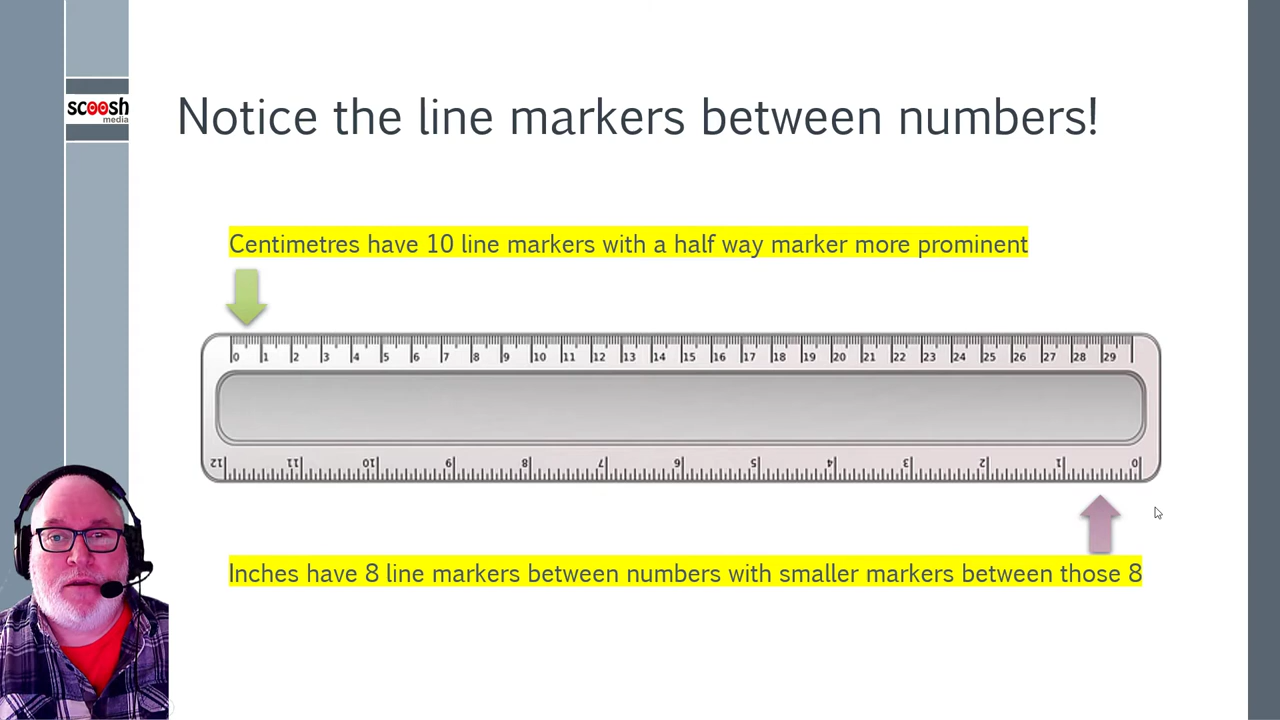 scoosh
media
Notice the line markers between numbers!
Centimetres have 10 line markers with a half way marker more prominent
0 1 2 3 4 5 6 7 8 9 10 11 12 13 14 15 16 17 18 19 20 21 22 23 24 25 26 27 28 29
12 11 10 9 8 7 6 5 4 3 2 1 0
Inches have 8 line markers between numbers with smaller markers between those 8